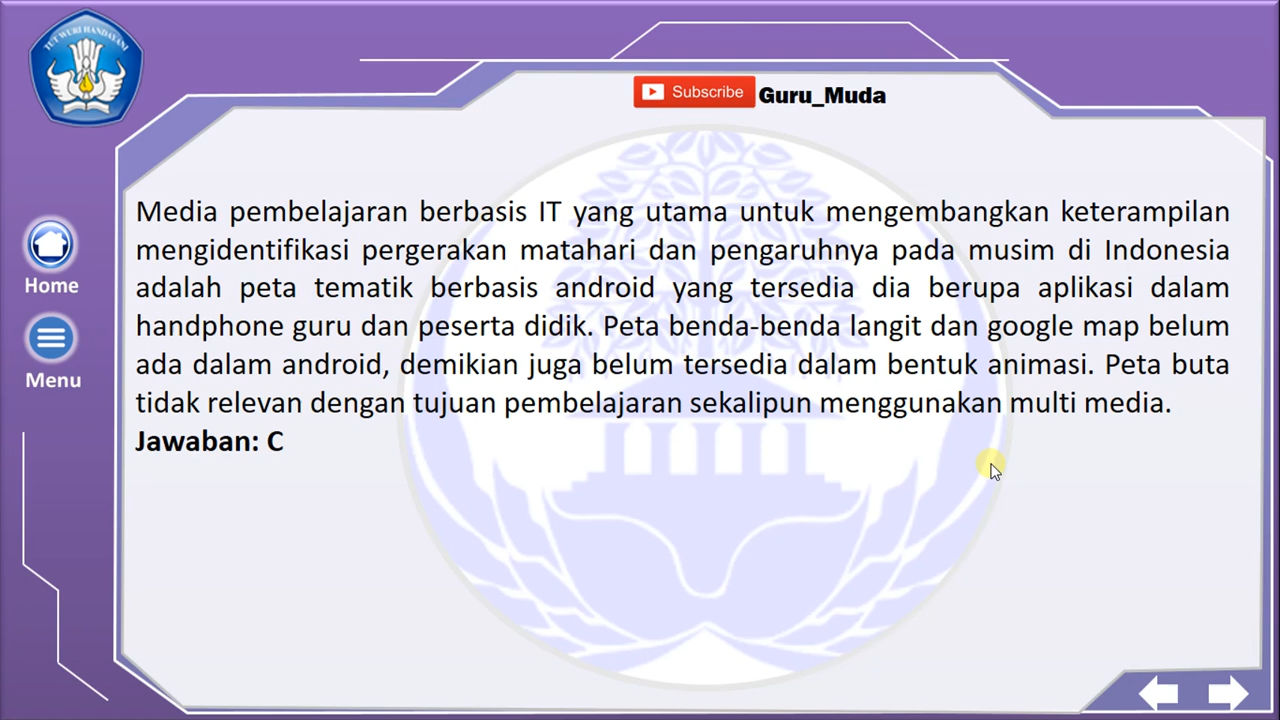 TUT WURI HANDAYANI
Subscribe Guru_Muda
Media pembelajaran berbasis IT yang utama untuk mengembangkan keterampilan
mengidentifikasi pergerakan matahari dan pengaruhnya pada musim di Indonesia
adalah peta tematik berbasis android yang tersedia dia berupa aplikasi dalam
handphone guru dan peserta didik. Peta benda-benda langit dan google map belum
ada dalam android, demikian juga belum tersedia dalam bentuk animasi. Peta buta
tidak relevan dengan tujuan pembelajaran sekalipun menggunakan multi media.
Jawaban: C
Home
Menu